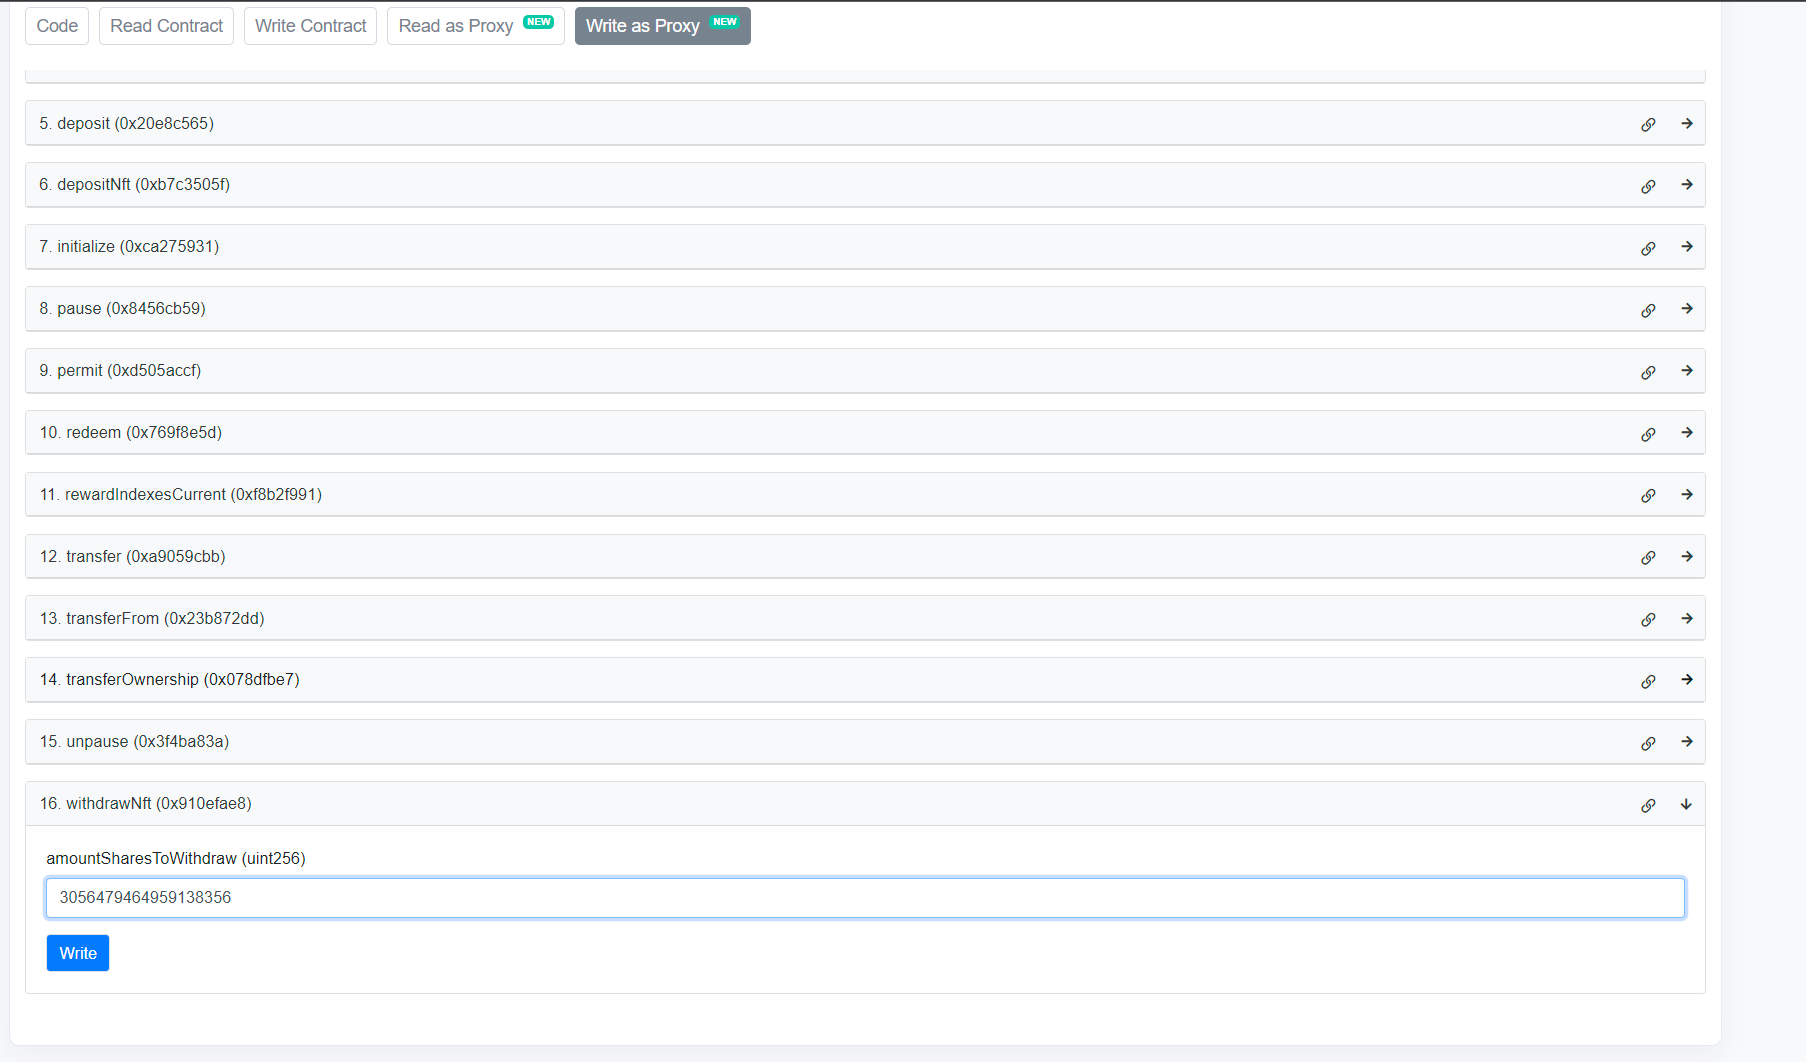 Code
Read Contract
Write Contract
Read as Proxy NEW
Write as Proxy NEW
5. deposit (0x20e8c565)
6. depositNft (0xb7c3505f)
7. initialize (0xca275931)
8. pause (0x8456cb59)
9. permit (0xd505accf)
10. redeem (0x769f8e5d)
11. rewardIndexesCurrent (0xf8b2f991)
12. transfer (0xa9059cbb)
13. transferFrom (0x23b872dd)
14. transferOwnership (0x078dfbe7)
15. unpause (0x3f4ba83a)
16. withdrawNft (0x910efae8)
amountSharesToWithdraw (uint256)
3056479464959138356
Write